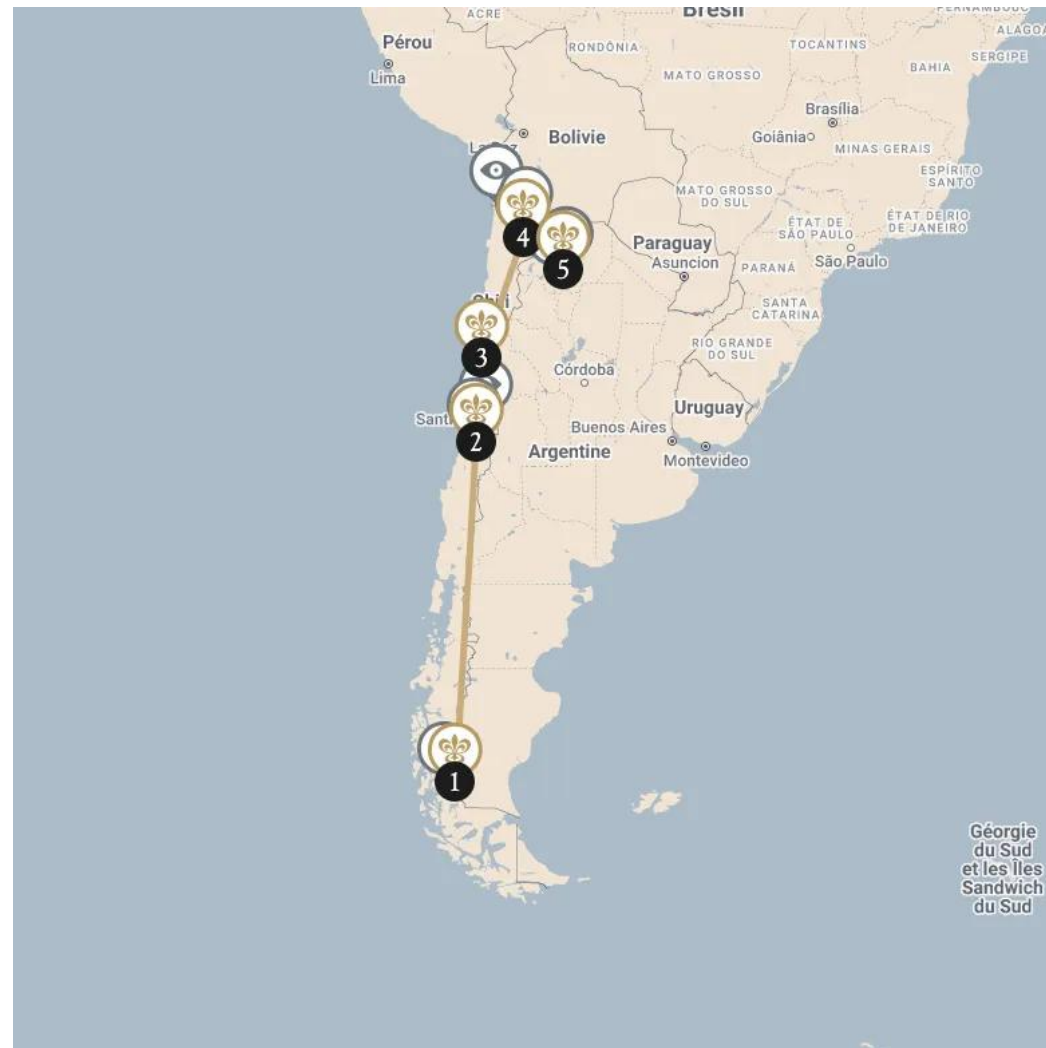 Brésil
PERNAMBOUC
ACRE
ALAGOA
Pérou
RONDÔNIA
TOCANTINS
SERGIPE
Lima
MATO GROSSO
BAHIA
Brasília
Bolivie
Goiânia
MINAS GERAIS
ESPÍRITO
SANTO
MATO GROSSO
DO SUL
ÉTAT DE
SÃO PAULO
ÉTAT DE RIO
DE JANEIRO
4
Paraguay
Asuncion
São Paulo
5
PARANÁ
SANTA
CATARINA
RIO GRANDE
DO SUL
3
Córdoba
Uruguay
Santi
Buenos Aires
2
Argentine
Montevideo
1
Géorgie
du Sud
et les Îles
Sandwich
du Sud